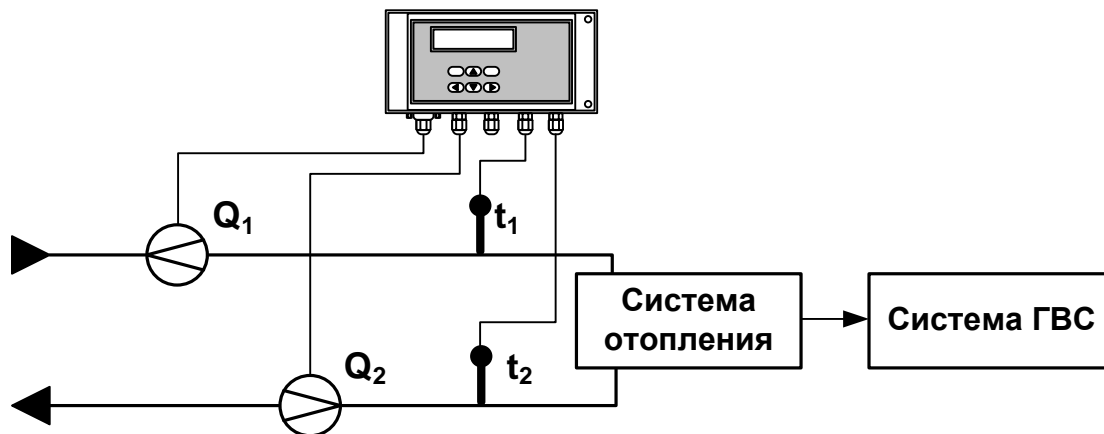 Q₁
t₁
Система
отопления
Система ГВС
Q₂
t₂